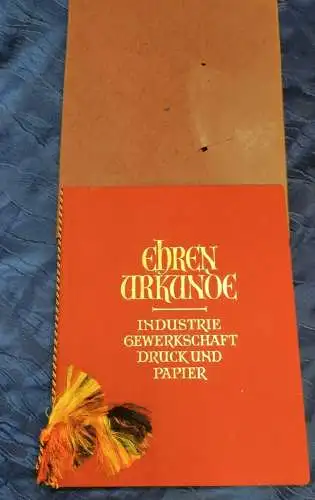 EHREN
URKUNDE
INDUSTRIE
GEWERKSCHAFT
DRUCK UND
PAPIER